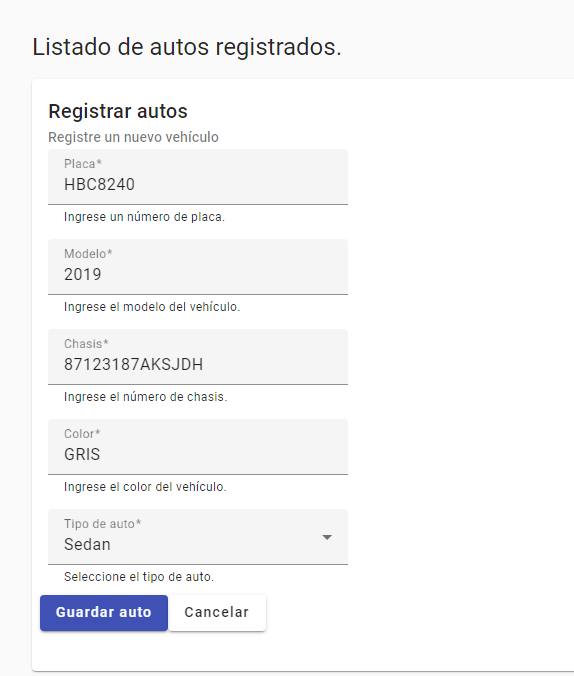 Listado de autos registrados.
Registrar autos
Registre un nuevo vehículo
Placa*
HBC8240
Ingrese un número de placa.
Modelo*
2019
Ingrese el modelo del vehículo.
Chasis*
87123187AKSJDH
Ingrese el número de chasis.
Color*
GRIS
Ingrese el color del vehículo.
Tipo de auto*
Sedan
Seleccione el tipo de auto.
Guardar auto Cancelar